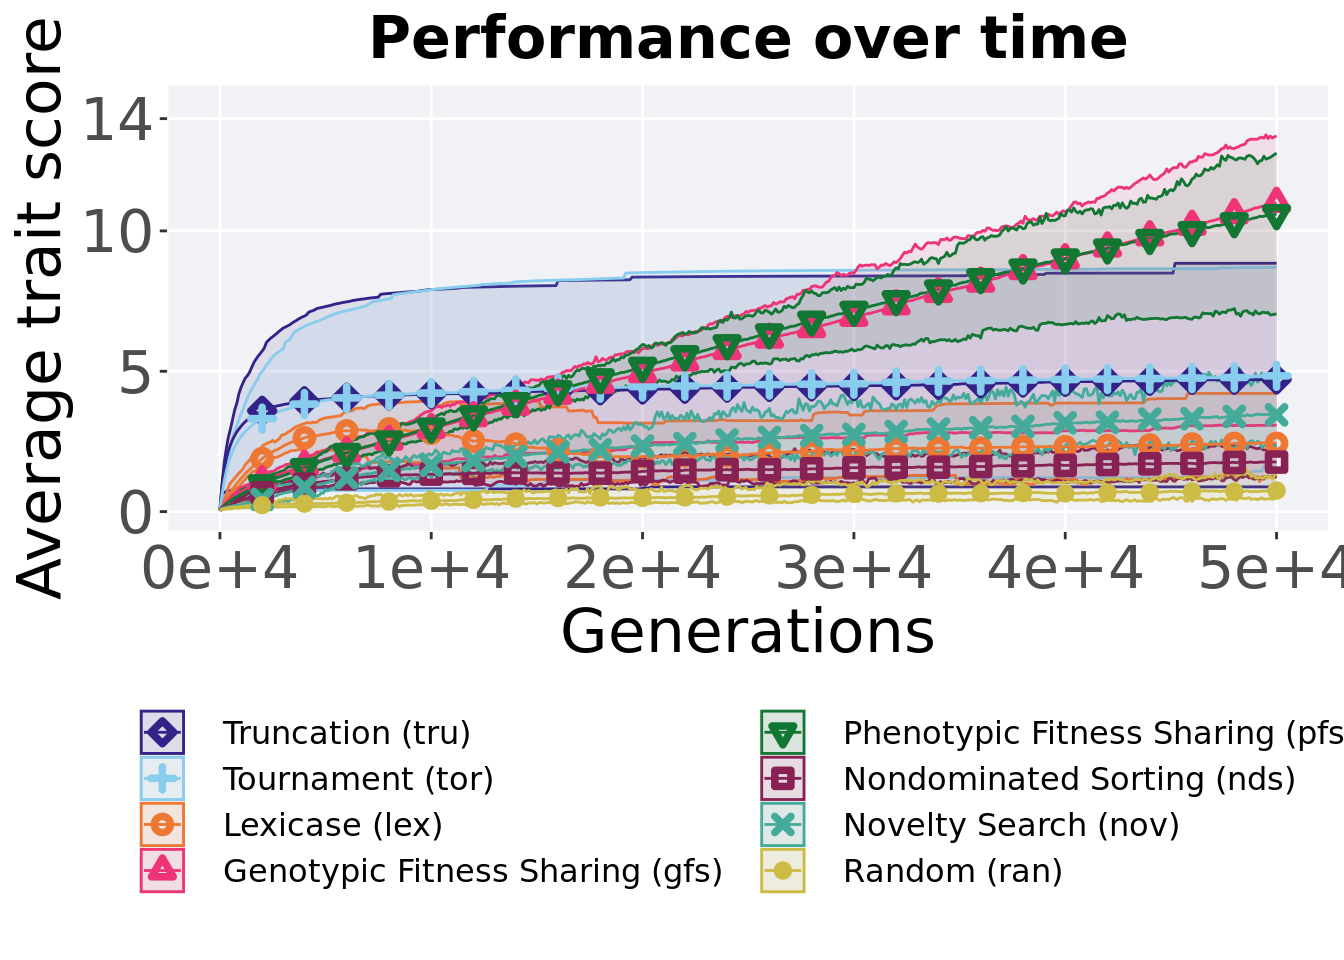 Performance over time
Average trait score
14
10
5
0
0e+4 1e+4 2e+4 3e+4 4e+4 5e+4
Generations
Truncation (tru)
Tournament (tor)
Lexicase (lex)
Genotypic Fitness Sharing (gfs)
Phenotypic Fitness Sharing (pfs
Nondominated Sorting (nds)
Novelty Search (nov)
Random (ran)